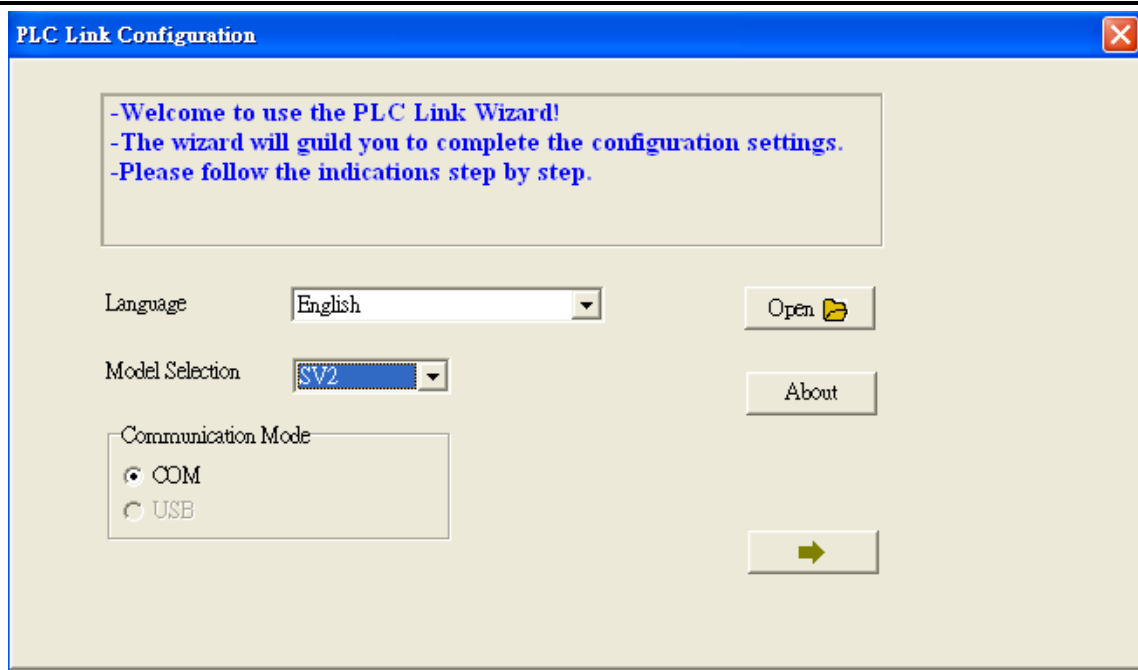 PLC Link Configuration
-Welcome to use the PLC Link Wizard!
-The wizard will guild you to complete the configuration settings.
-Please follow the indications step by step.
Language
English
Open
Model Selection
SV2
About
Communication Mode
COM
USB